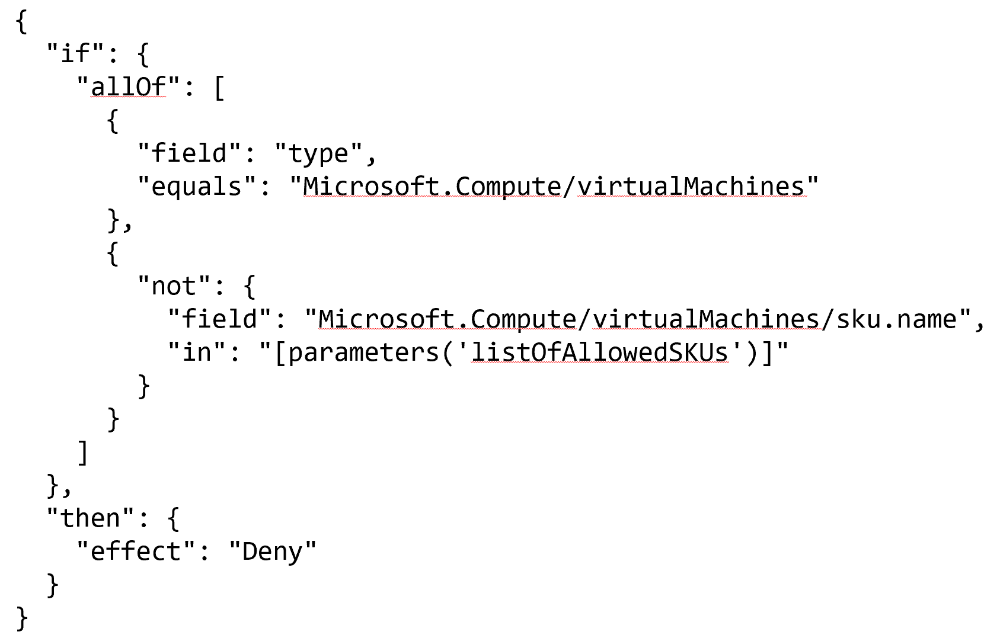 {
  "if": {
    "allOf": [
      {
        "field": "type",
        "equals": "Microsoft.Compute/virtualMachines"
      },
      {
        "not": {
          "field": "Microsoft.Compute/virtualMachines/sku.name",
          "in": "[parameters('listOfAllowedSKUs')]"
        }
      }
    ]
  },
  "then": {
    "effect": "Deny"
  }
}